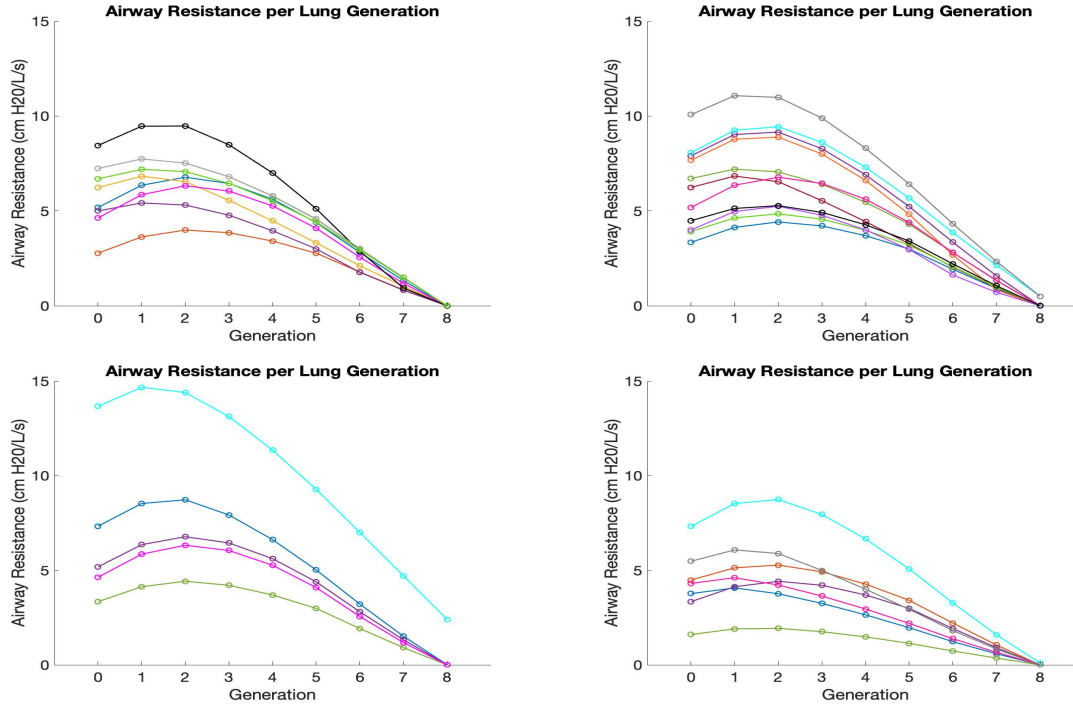 Airway Resistance per Lung Generation
15
10
5
0
Airway Resistance (cm H20/L/s)
0 1 2 3 4 5 6 7 8
Generation
Airway Resistance per Lung Generation
15
10
5
0
Airway Resistance (cm H20/L/s)
0 1 2 3 4 5 6 7 8
Generation
Airway Resistance per Lung Generation
15
10
5
0
Airway Resistance (cm H20/L/s)
0 1 2 3 4 5 6 7 8
Generation
Airway Resistance per Lung Generation
15
10
5
0
Airway Resistance (cm H20/L/s)
0 1 2 3 4 5 6 7 8
Generation